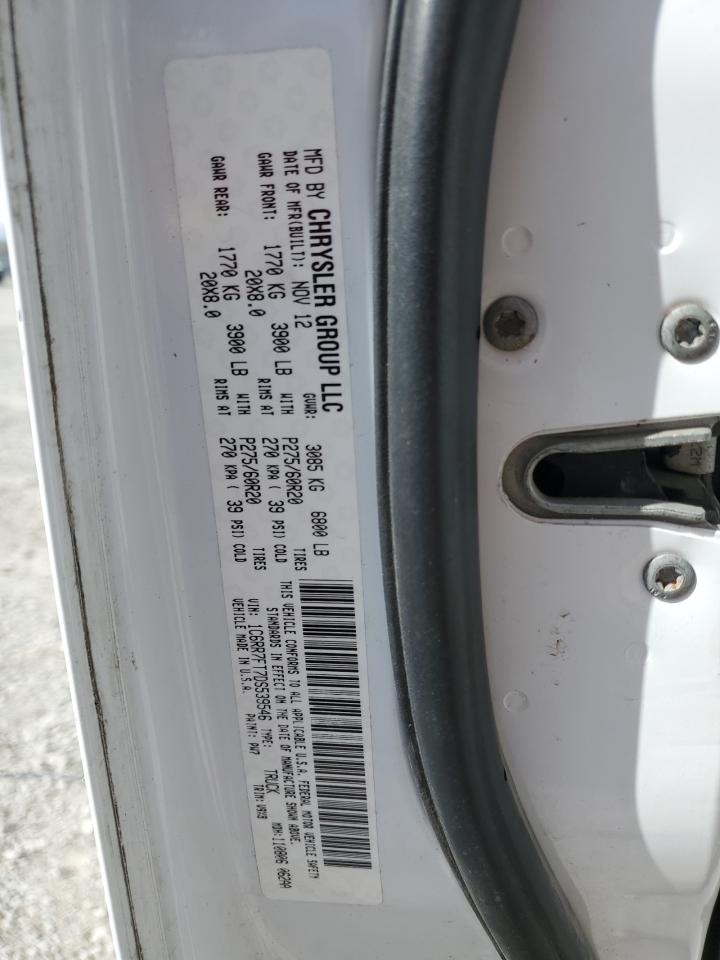 MFD BY CHRYSLER GROUP LLC
DATE OF MFR(BUILT): NOV 12 GVWR: 3085 KG 6800 LB
GAWR FRONT: 1770 KG 3900 LB WITH P275/60R20 TIRES
20X8.0 RIMS AT 270 KPA ( 39 PSI) COLD
GAWR REAR: 1770 KG 3900 LB WITH P275/60R20 TIRES
20X8.0 RIMS AT 270 KPA ( 39 PSI) COLD
THIS VEHICLE CONFORMS TO ALL APPLICABLE U.S.A. FEDERAL MOTOR VEHICLE SAFETY
STANDARDS IN EFFECT ON THE DATE OF MANUFACTURE SHOWN ABOVE.
VIN: 1C6RR7FT7DS539546 TYPE: TRUCK MDH: 110806 062AA
VEHICLE MADE IN U.S.A. PAINT: PW7 TRIM: